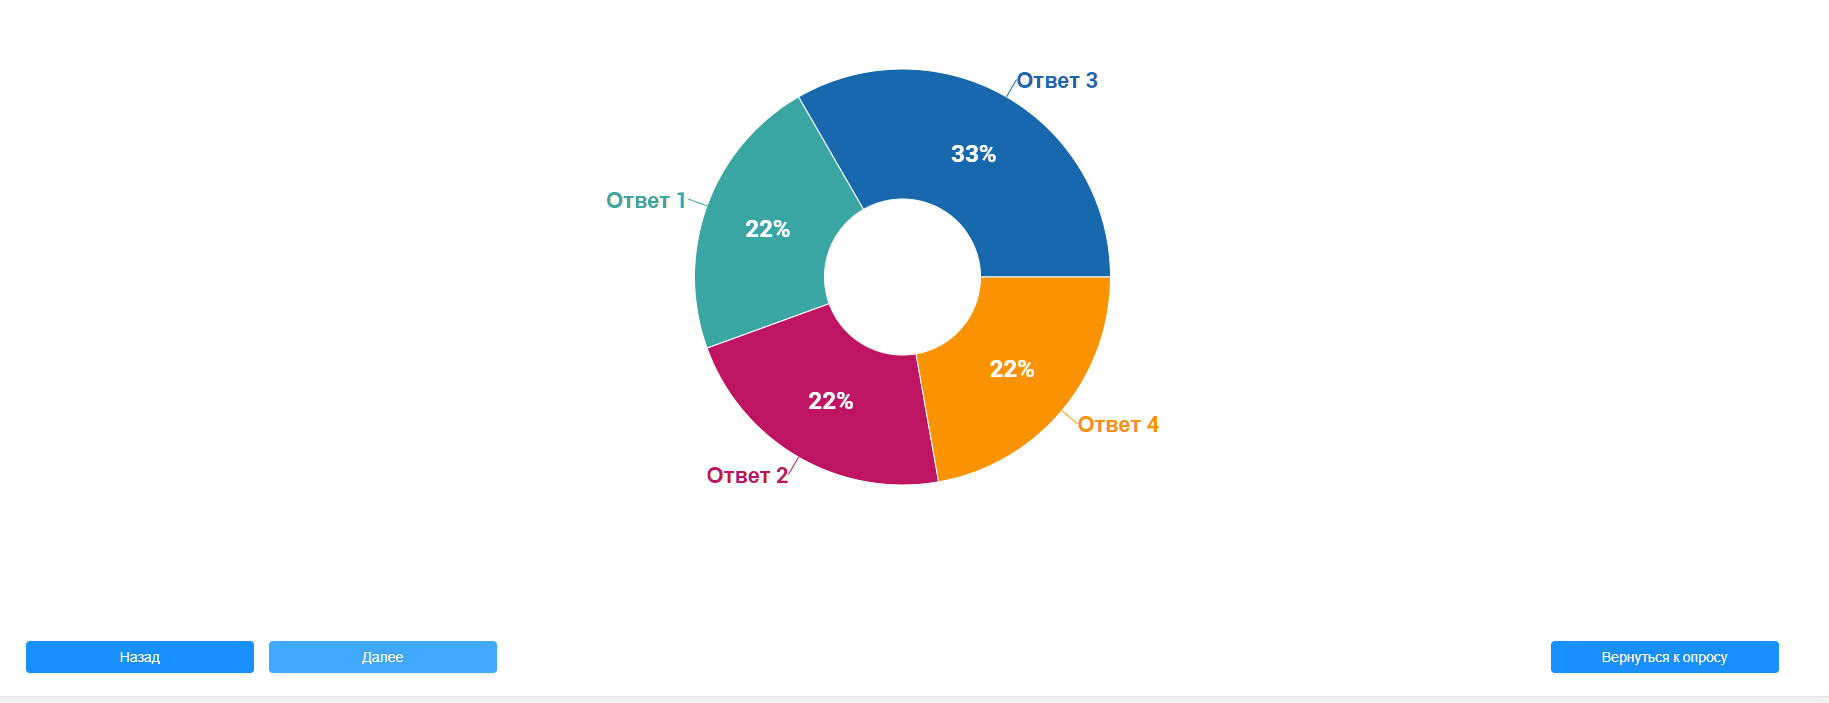 Ответ 3
33%
Ответ 1
22%
22%
22%
Ответ 4
Ответ 2
Назад
Далее
Вернуться к опросу